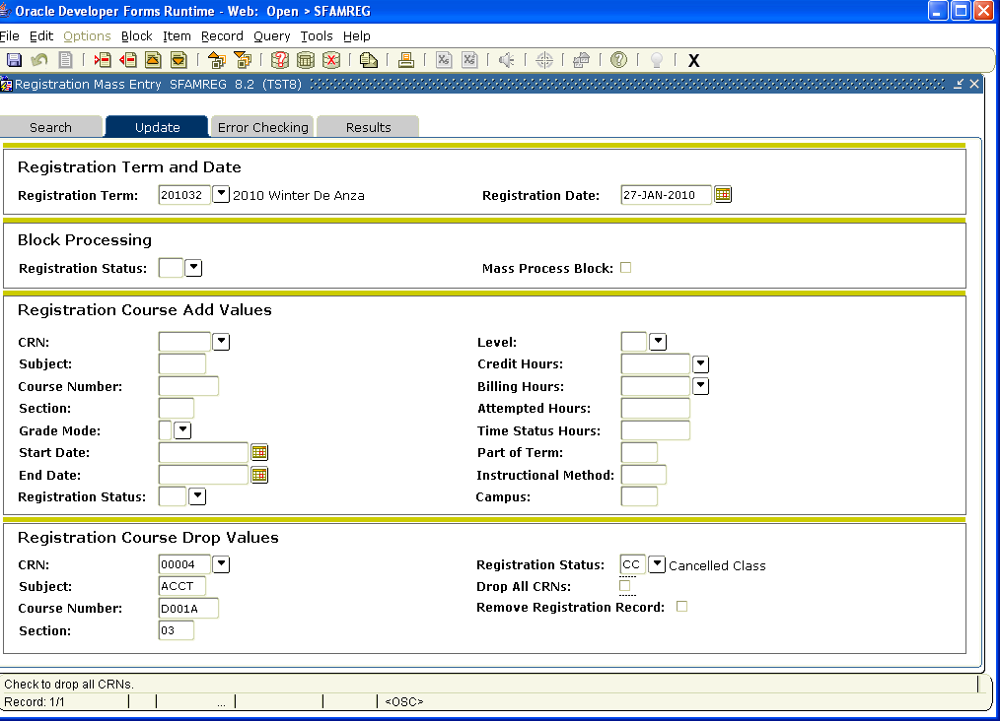 Oracle Developer Forms Runtime - Web: Open > SFAMREG
File Edit Options Block Item Record Query Tools Help
X
Registration Mass Entry SFAMREG 8.2 (TST8)
Search Update Error Checking Results
Registration Term and Date
Registration Term: 201032 2010 Winter De Anza Registration Date: 27-JAN-2010
Block Processing
Registration Status: Mass Process Block:
Registration Course Add Values
CRN: Level:
Subject: Credit Hours:
Course Number: Billing Hours:
Section: Attempted Hours:
Grade Mode: Time Status Hours:
Start Date: Part of Term:
End Date: Instructional Method:
Registration Status: Campus:
Registration Course Drop Values
CRN: 00004 Registration Status: CC Cancelled Class
Subject: ACCT Drop All CRNs:
Course Number: D001A Remove Registration Record:
Section: 03
Check to drop all CRNs.
Record: 1/1 ... <OSC>